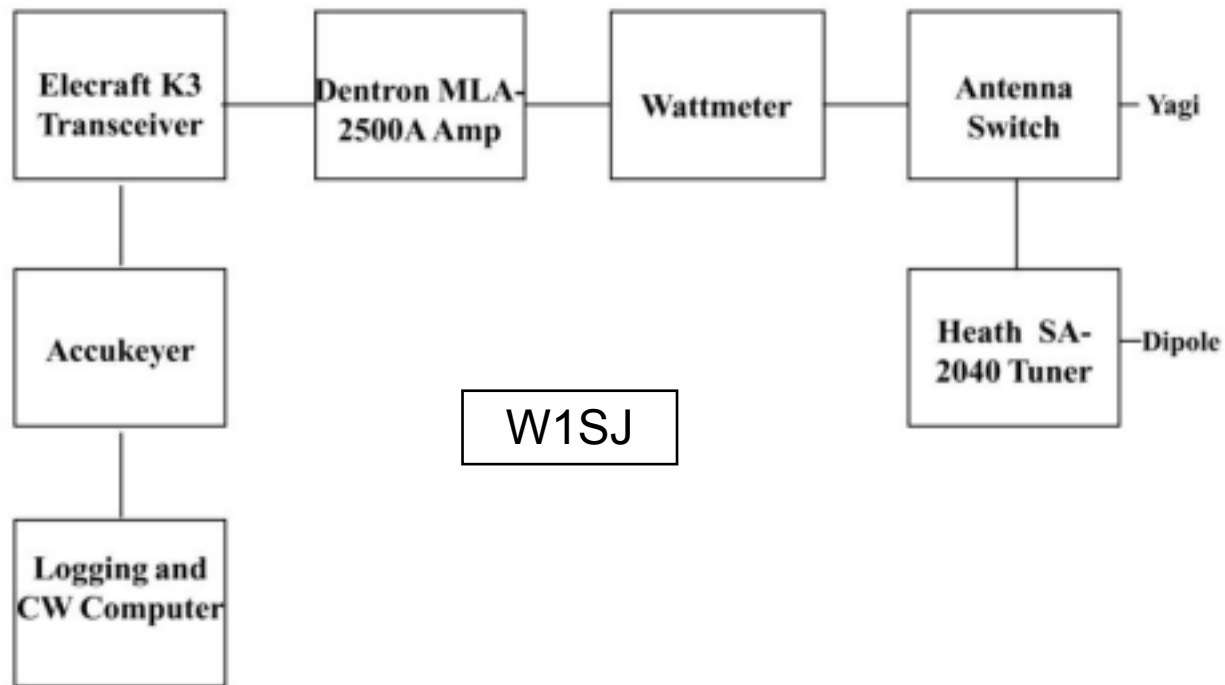 Elecraft K3
Transceiver
Dentron MLA-
2500A Amp
Wattmeter
Antenna
Switch
Yagi
Accukeyer
Heath SA-
2040 Tuner
Dipole
W1SJ
Logging and
CW Computer